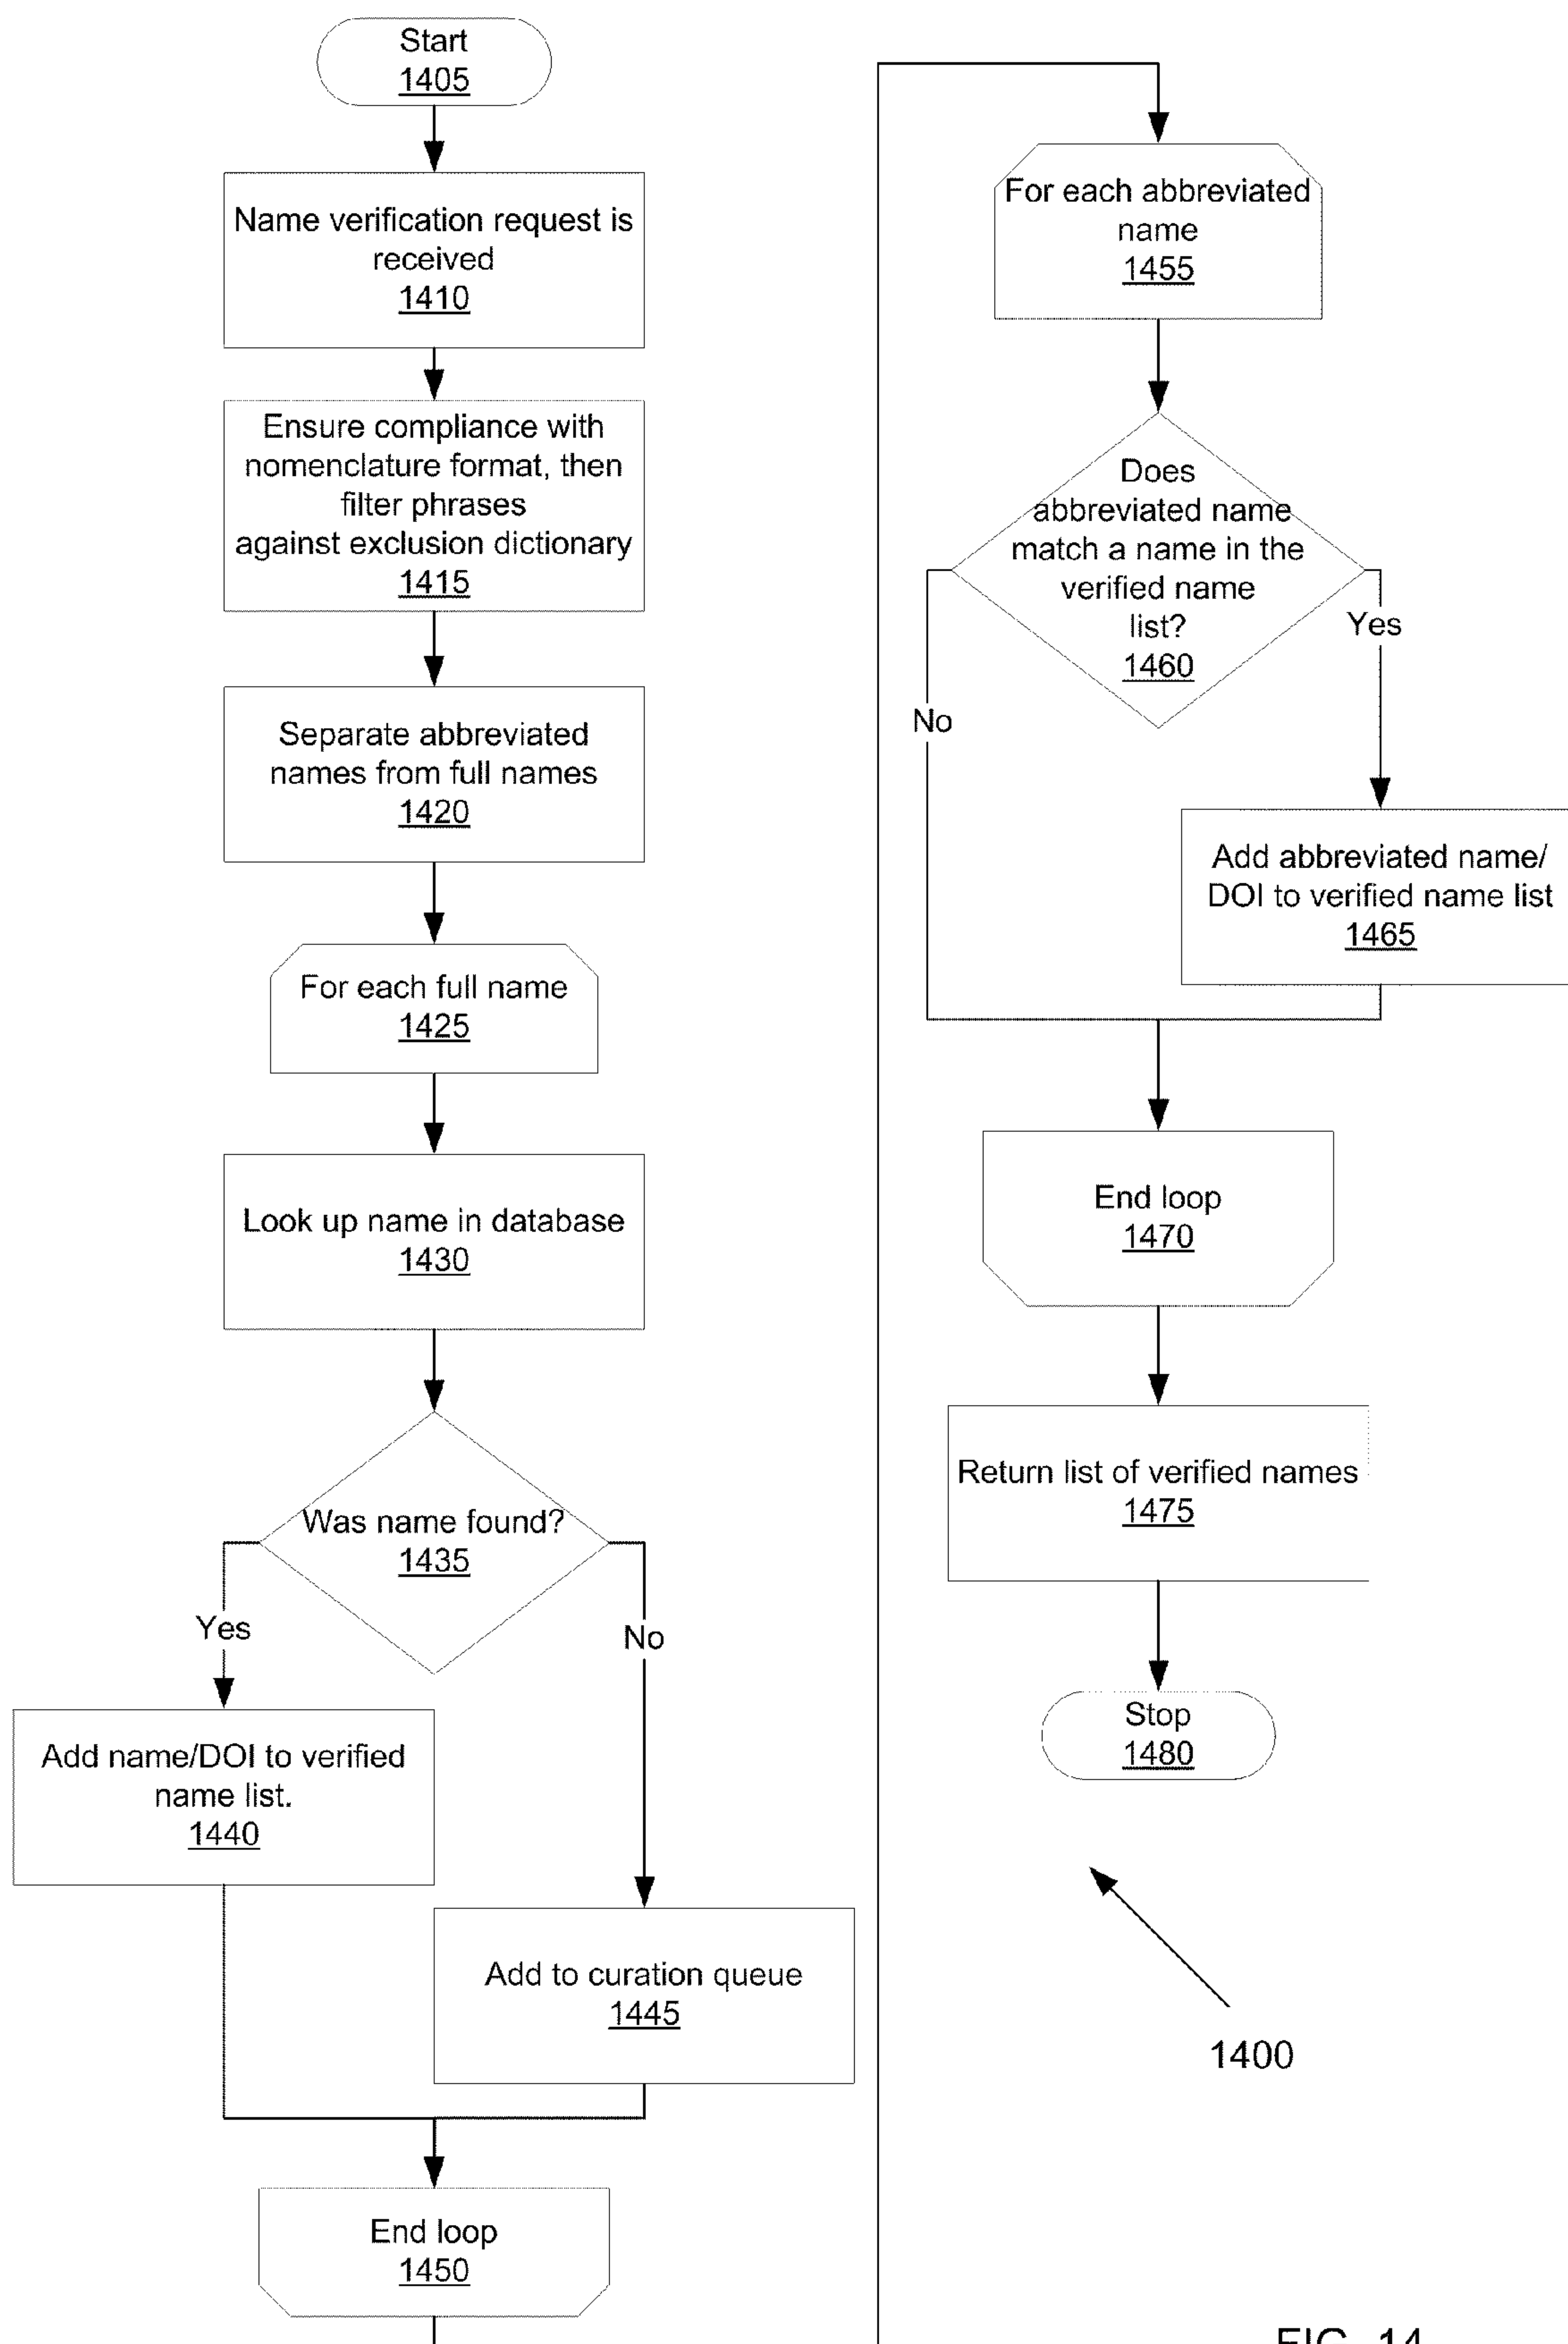 Start
1405
Name verification request is
received
1410
Ensure compliance with
nomenclature format, then
filter phrases
against exclusion dictionary
1415
Separate abbreviated
names from full names
1420
For each full name
1425
Look up name in database
1430
Was name found?
1435
Yes
No
Add name/DOI to verified
name list.
1440
Add to curation queue
1445
End loop
1450
For each abbreviated
name
1455
Does
abbreviated name
match a name in the
verified name
list?
1460
Yes
No
Add abbreviated name/
DOI to verified name list
1465
End loop
1470
Return list of verified names
1475
Stop
1480
1400
FIG. 14